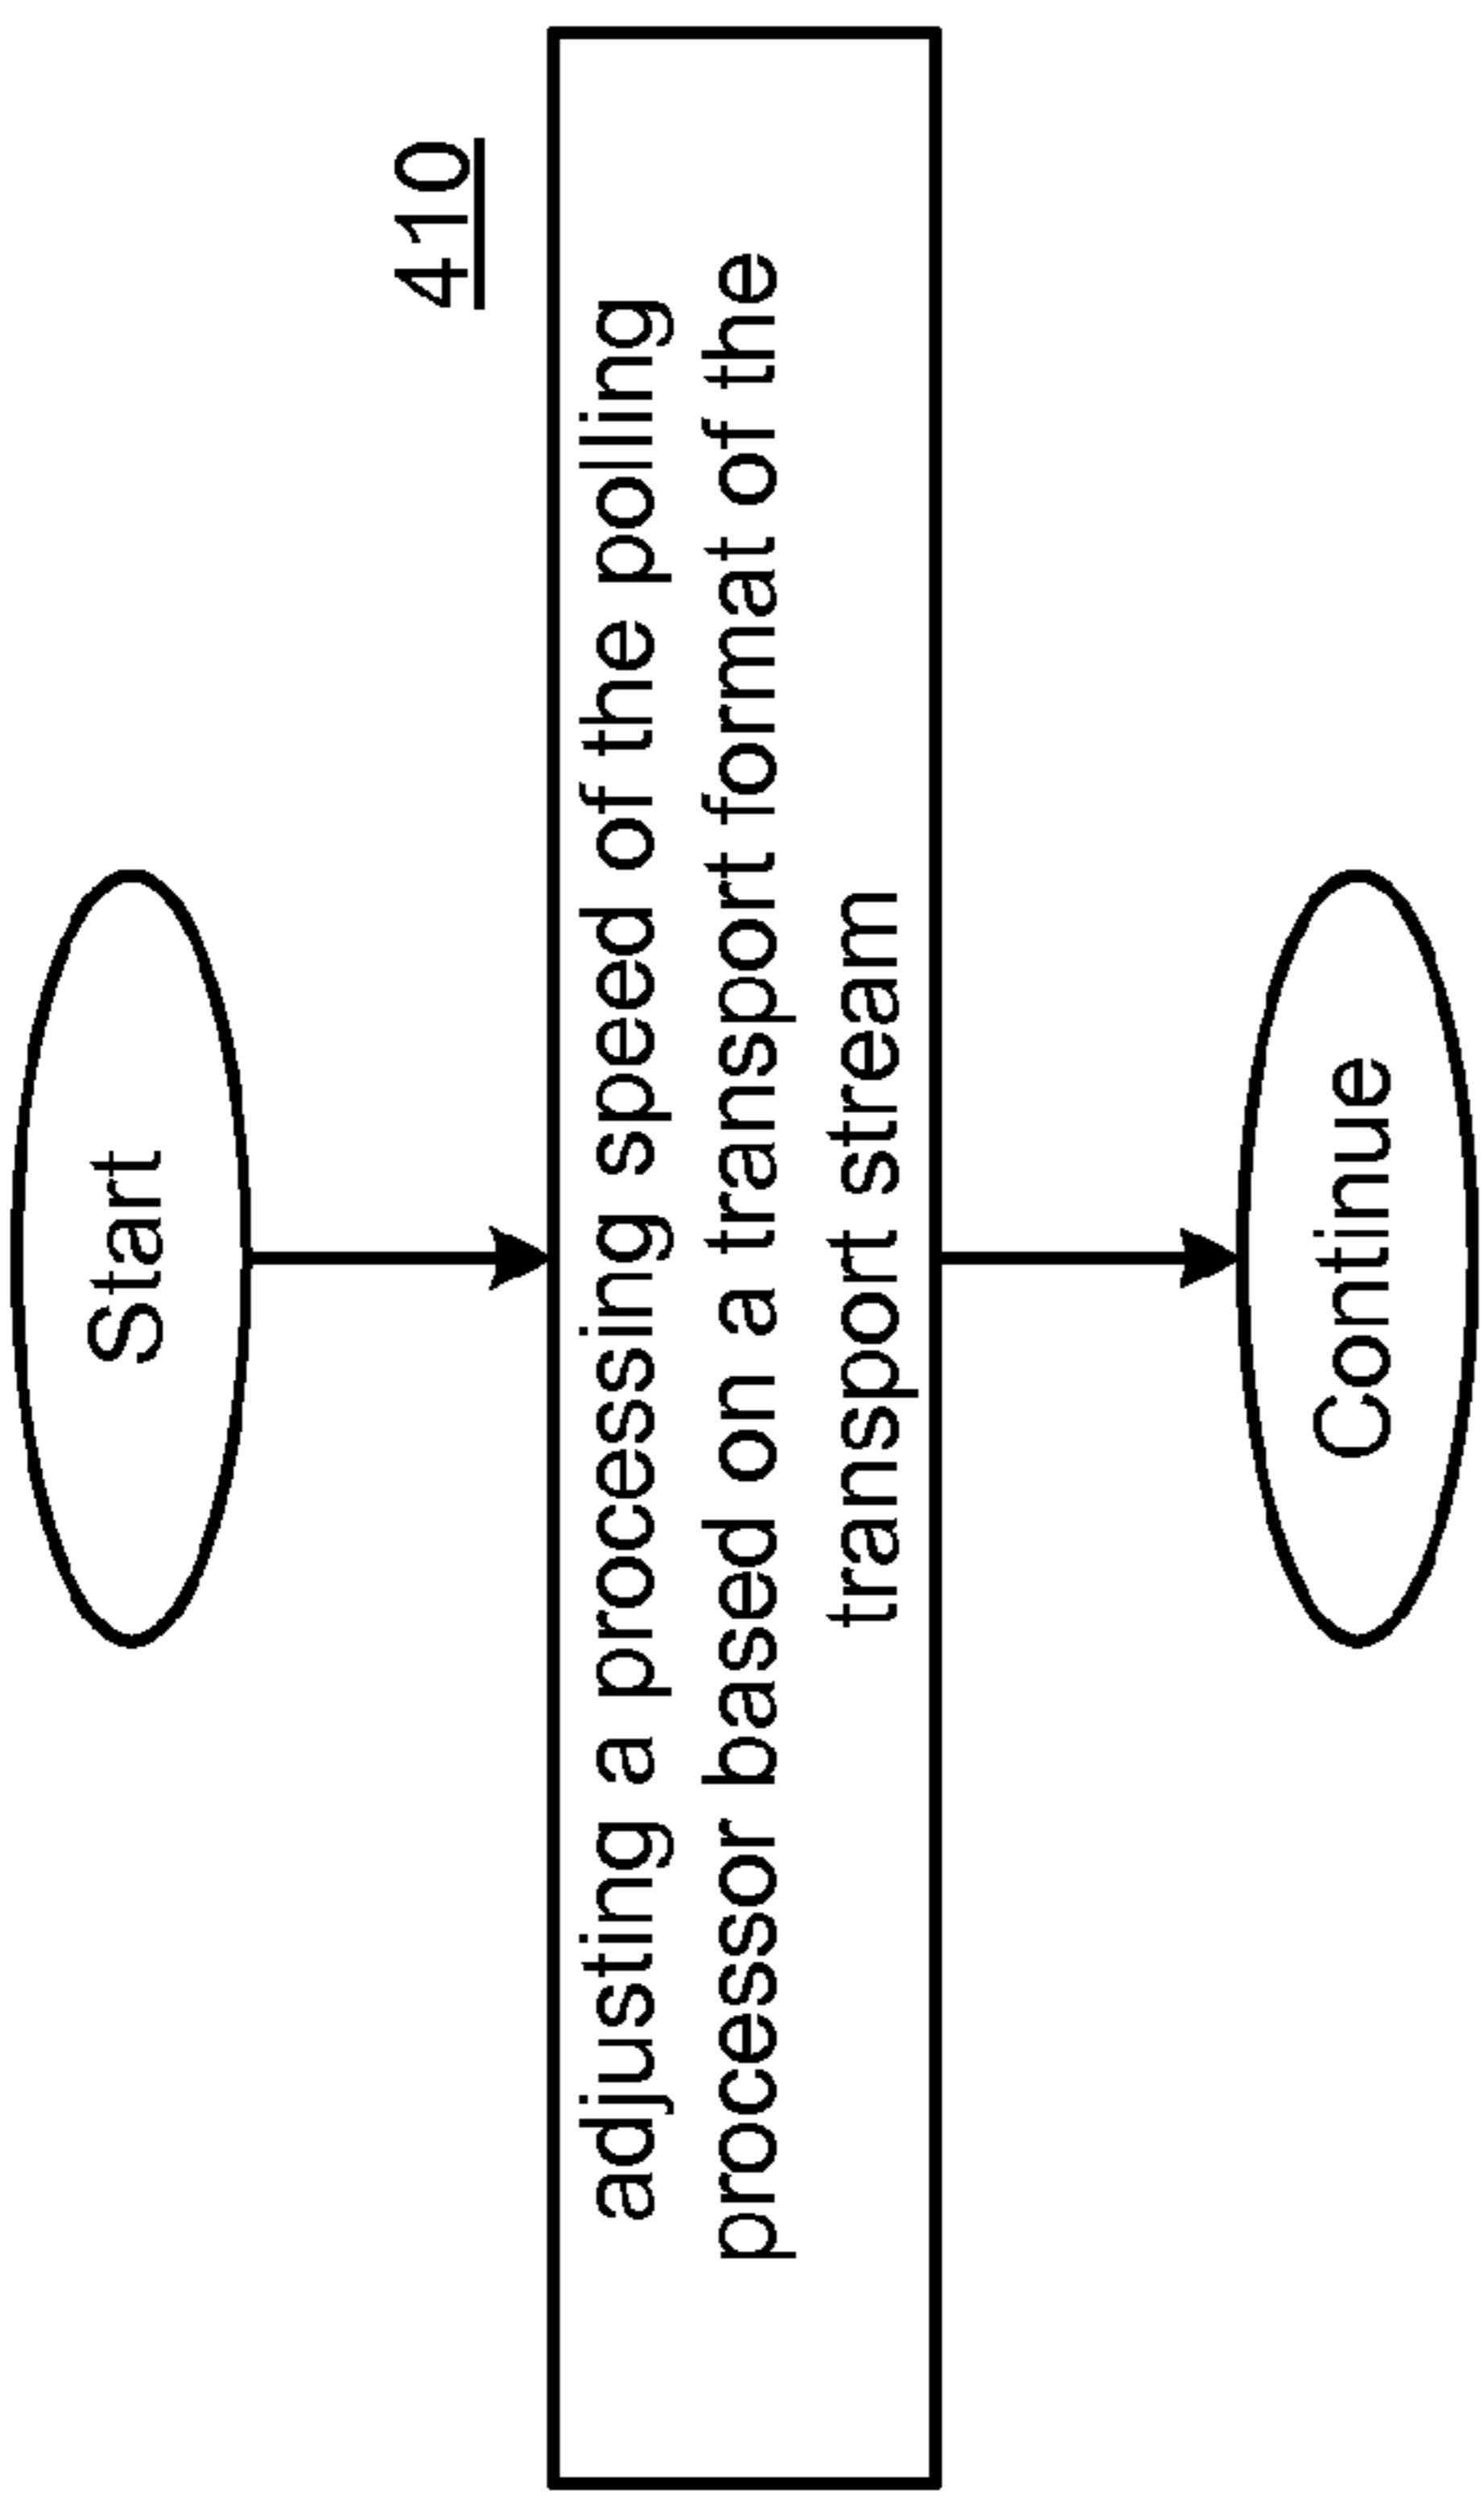 Start
410
adjusting a processing speed of the polling
processor based on a transport format of the
transport stream
Continue